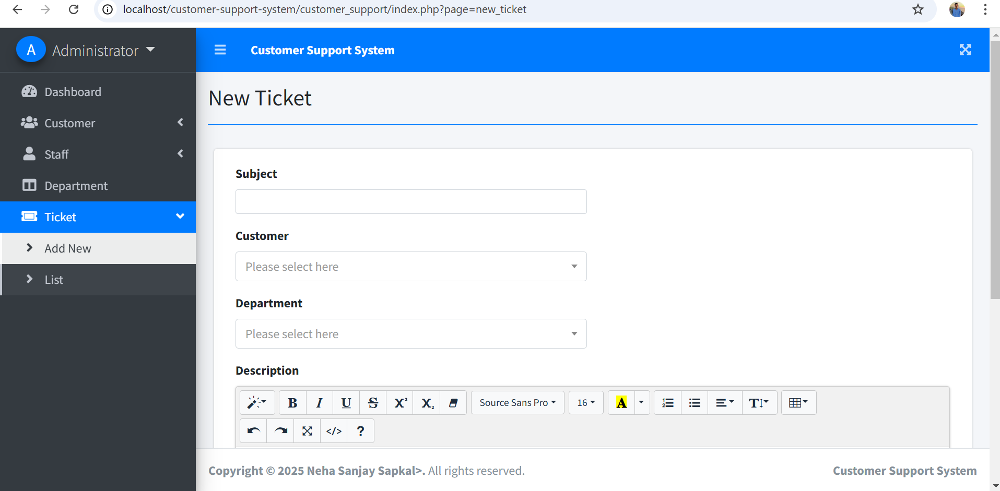 localhost/customer-support-system/customer_support/index.php?page=new_ticket
A Administrator
Customer Support System
Dashboard
Customer
Staff
Department
Ticket
Add New
List
New Ticket
Subject
Customer
Please select here
Department
Please select here
Description
B I U S X² X₂ Source Sans Pro 16 A T
</> ?
Copyright © 2025 Neha Sanjay Sapkal>. All rights reserved.
Customer Support System